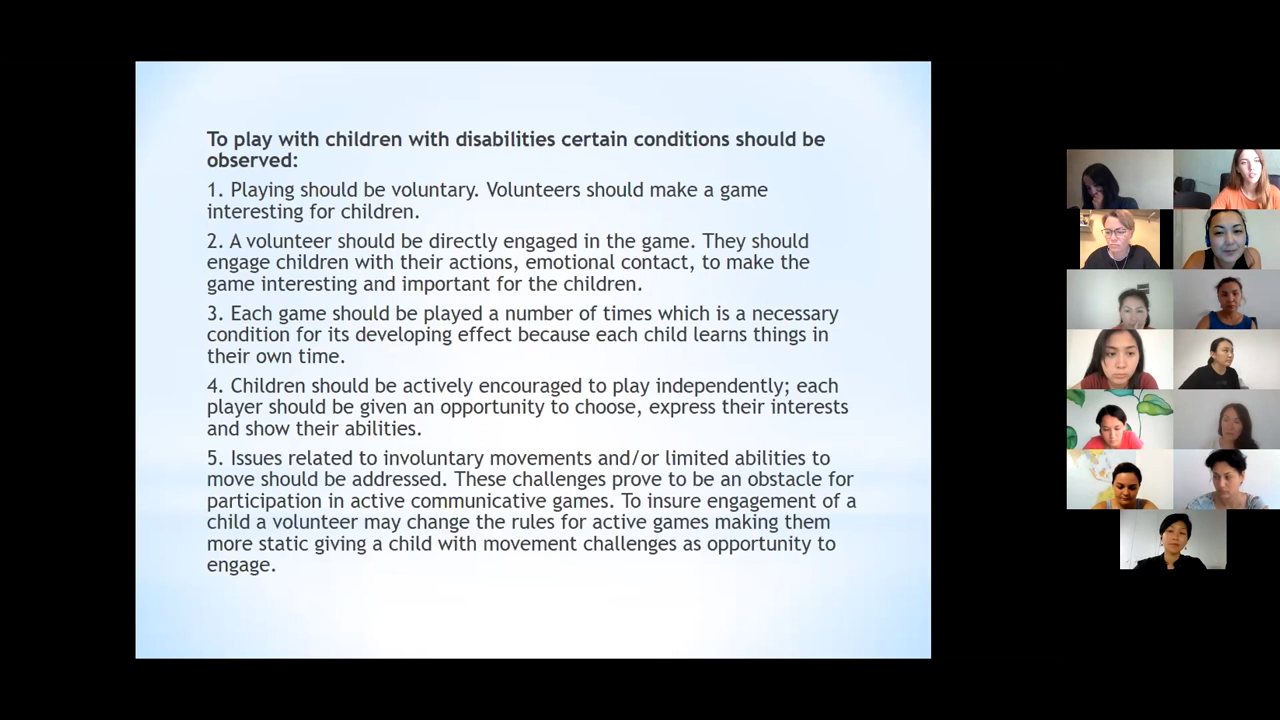 To play with children with disabilities certain conditions should be
observed:
1. Playing should be voluntary. Volunteers should make a game
interesting for children.
2. A volunteer should be directly engaged in the game. They should
engage children with their actions, emotional contact, to make the
game interesting and important for the children.
3. Each game should be played a number of times which is a necessary
condition for its developing effect because each child learns things in
their own time.
4. Children should be actively encouraged to play independently; each
player should be given an opportunity to choose, express their interests
and show their abilities.
5. Issues related to involuntary movements and/or limited abilities to
move should be addressed. These challenges prove to be an obstacle for
participation in active communicative games. To insure engagement of a
child a volunteer may change the rules for active games making them
more static giving a child with movement challenges as opportunity to
engage.